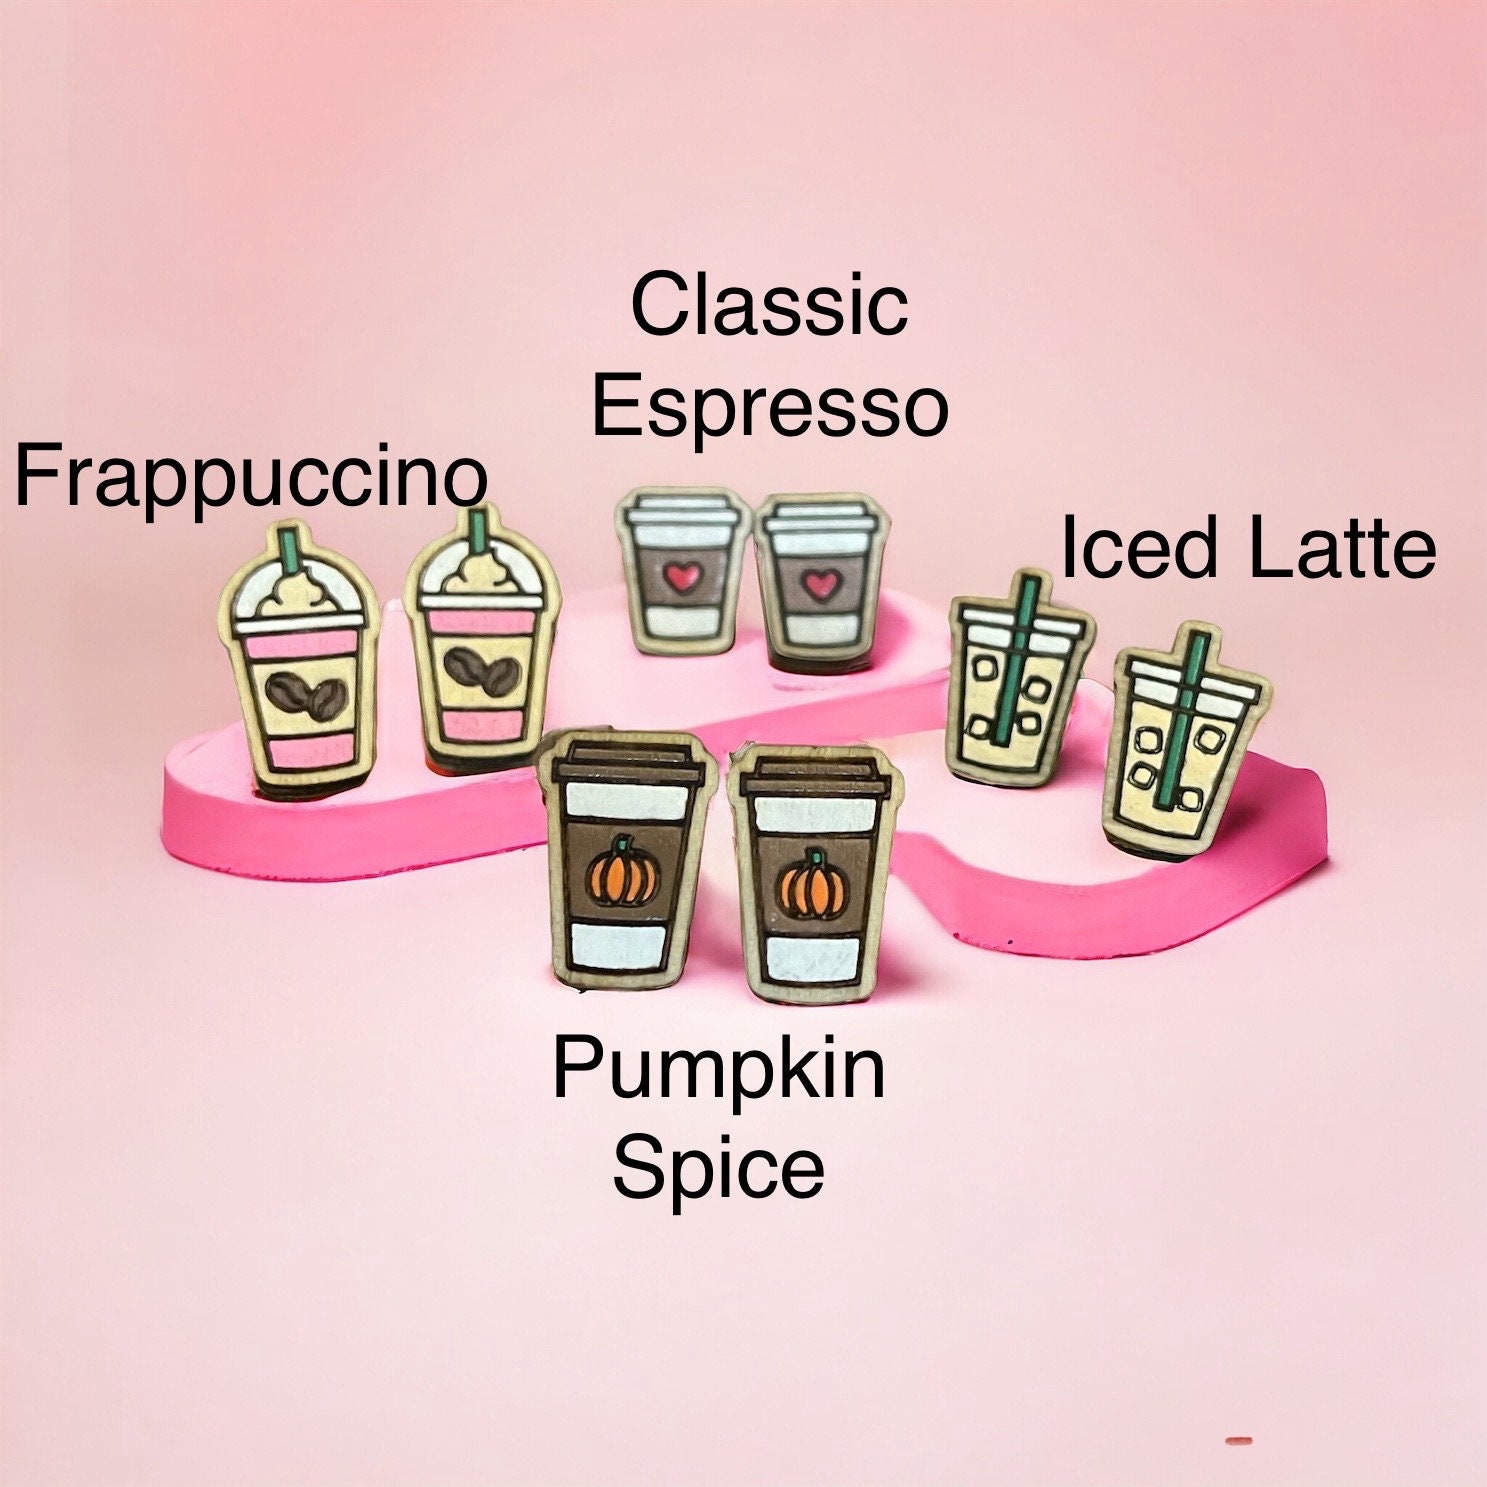 Classic
Espresso
Frappuccino
Iced Latte
Pumpkin
Spice